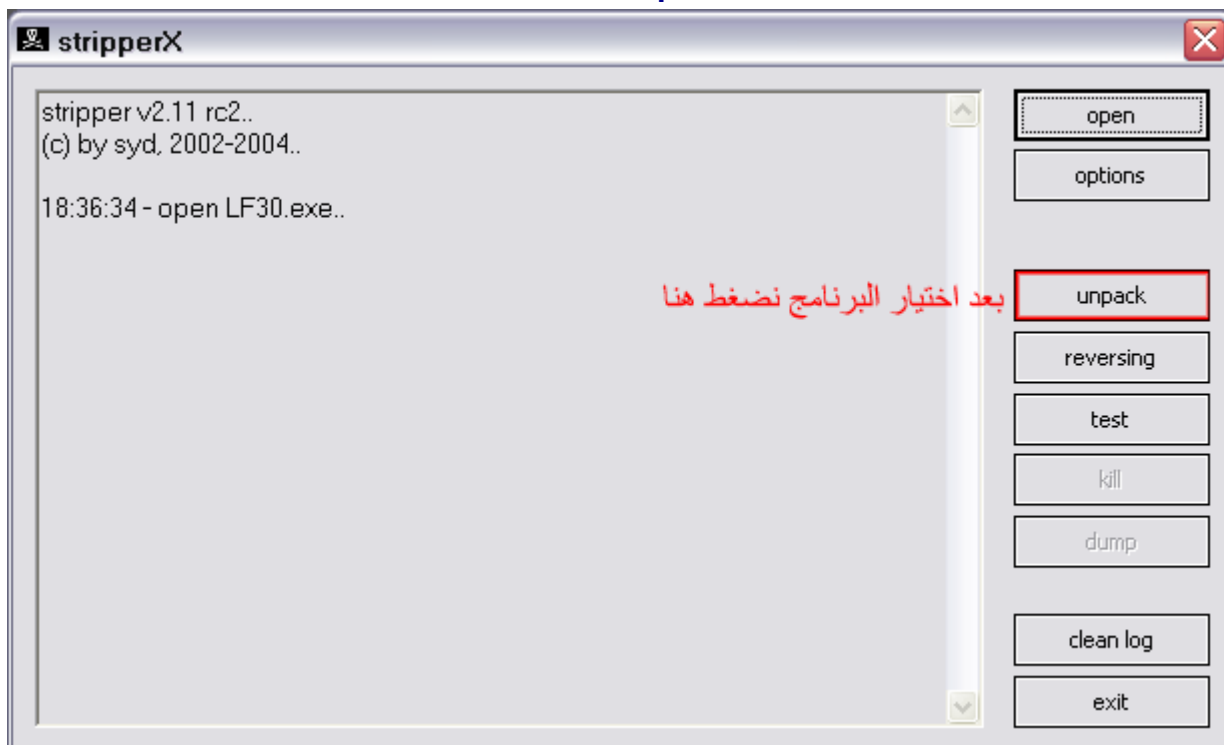 stripperX
stripper v2.11 rc2..
(c) by syd, 2002-2004..
18:36:34 - open LF30.exe..
open
options
بعد اختيار البرنامج نضغط هنا
unpack
reversing
test
kill
dump
clean log
exit